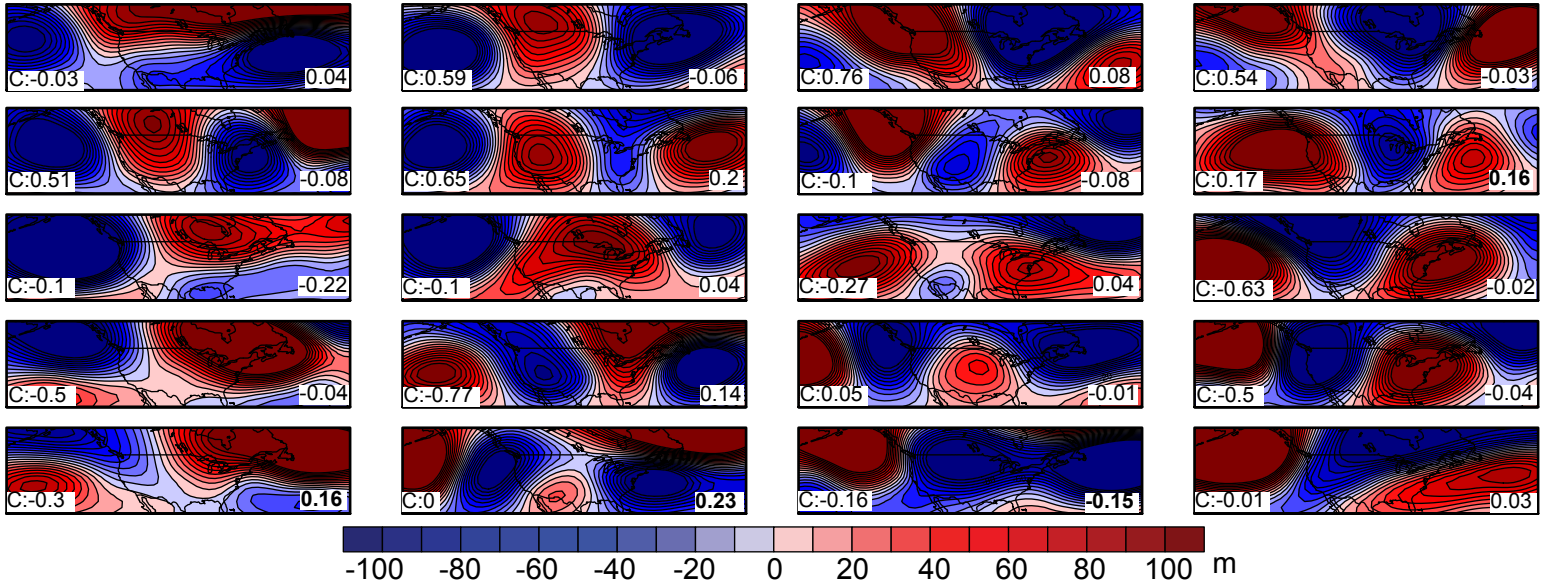 C:-0.03 0.04 C:0.59 -0.06 C:0.76 0.08 C:0.54 -0.03
C:0.51 -0.08 C:0.65 0.2 C:-0.1 -0.08 C:0.17 0.16
C:-0.1 -0.22 C:-0.1 0.04 C:-0.27 0.04 C:-0.63 -0.02
C:-0.5 -0.04 C:-0.77 0.14 C:0.05 -0.01 C:-0.5 -0.04
C:-0.3 0.16 C:0 0.23 C:-0.16 -0.15 C:-0.01 0.03
-100 -80 -60 -40 -20 0 20 40 60 80 100 m